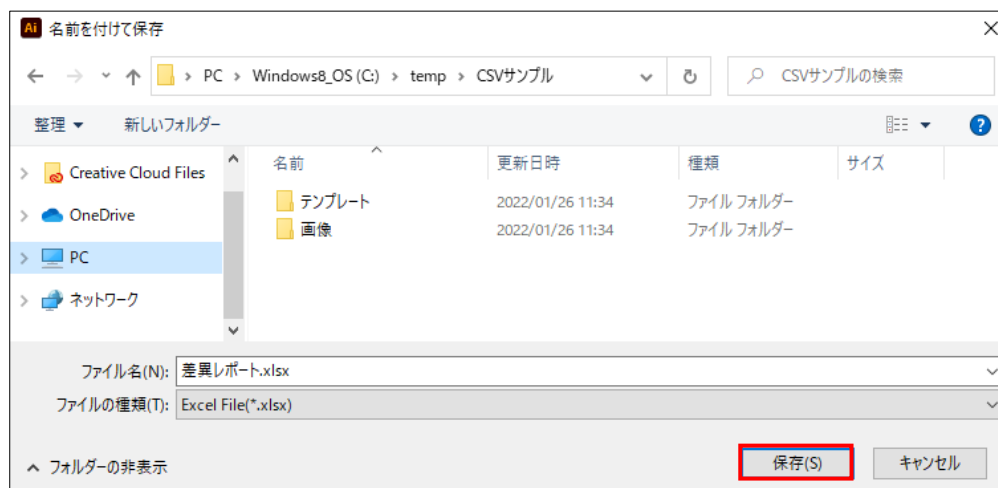 Ai 名前を付けて保存
PC > Windows8_OS (C:) > temp > CSVサンプル CSVサンプルの検索
整理 新しいフォルダー ?
名前 更新日時 種類 サイズ
Creative Cloud Files
テンプレート 2022/01/26 11:34 ファイル フォルダー
OneDrive
画像 2022/01/26 11:34 ファイル フォルダー
PC
ネットワーク
ファイル名(N): 差異レポート.xlsx
ファイルの種類(T): Excel File(*.xlsx)
フォルダーの非表示 保存(S) キャンセル